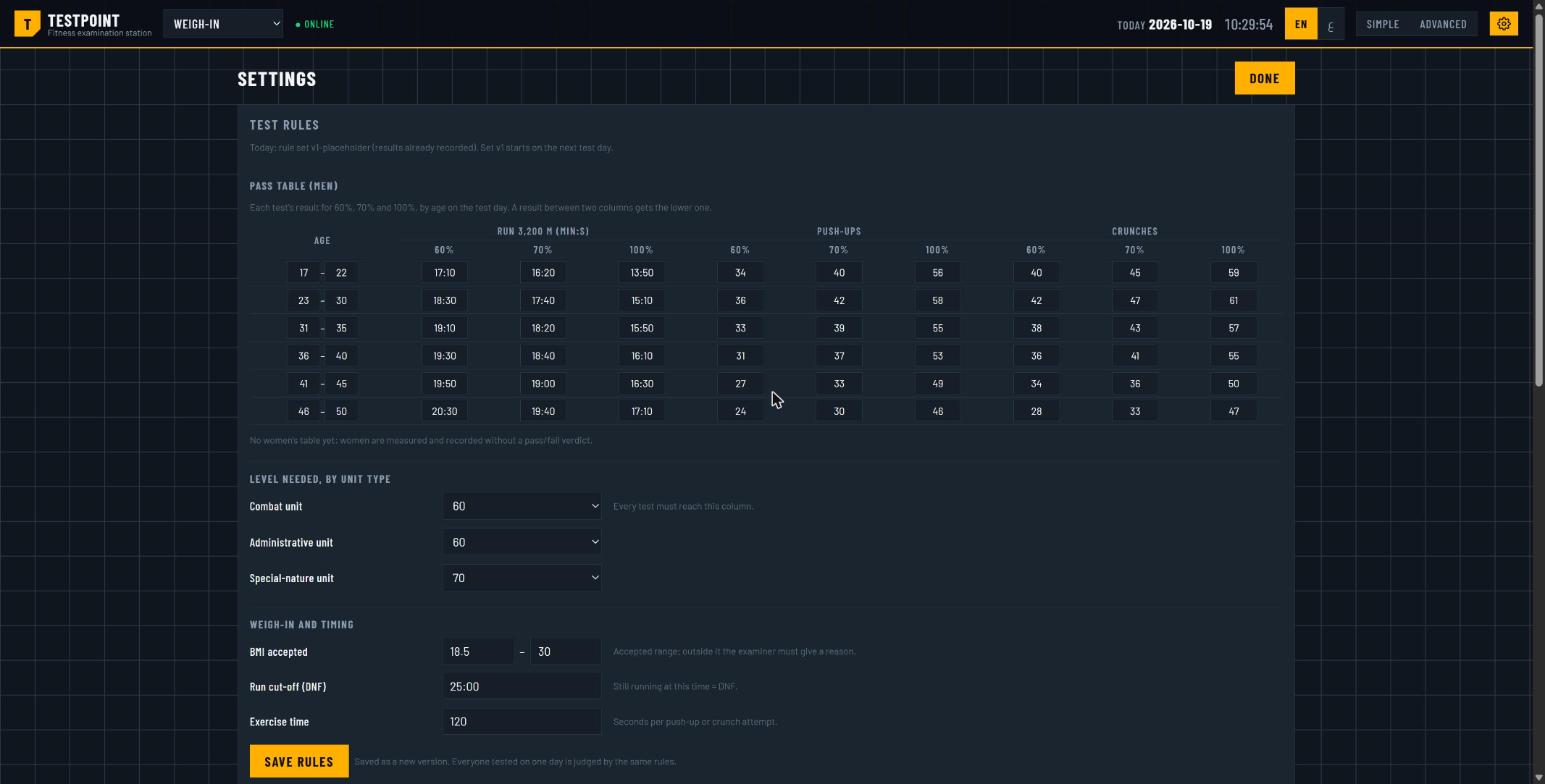 T TESTPOINT
Fitness examination station
WEIGH-IN
ONLINE
TODAY 2026-10-19 10:29:54
EN ع
SIMPLE ADVANCED
SETTINGS
DONE
TEST RULES
Today: rule set v1-placeholder (results already recorded). Set v1 starts on the next test day.
PASS TABLE (MEN)
Each test's result for 60%, 70% and 100%, by age on the test day. A result between two columns gets the lower one.
AGE RUN 3,200 M (MIN:S) PUSH-UPS CRUNCHES
60% 70% 100% 60% 70% 100% 60% 70% 100%
17 – 22 17:10 16:20 13:50 34 40 56 40 45 59
23 – 30 18:30 17:40 15:10 36 42 58 42 47 61
31 – 35 19:10 18:20 15:50 33 39 55 38 43 57
36 – 40 19:30 18:40 16:10 31 37 53 36 41 55
41 – 45 19:50 19:00 16:30 27 33 49 34 36 50
46 – 50 20:30 19:40 17:10 24 30 46 28 33 47
No women's table yet: women are measured and recorded without a pass/fail verdict.
LEVEL NEEDED, BY UNIT TYPE
Combat unit 60 Every test must reach this column.
Administrative unit 60
Special-nature unit 70
WEIGH-IN AND TIMING
BMI accepted 18.5 – 30 Accepted range; outside it the examiner must give a reason.
Run cut-off (DNF) 25:00 Still running at this time = DNF.
Exercise time 120 Seconds per push-up or crunch attempt.
SAVE RULES Saved as a new version. Everyone tested on one day is judged by the same rules.